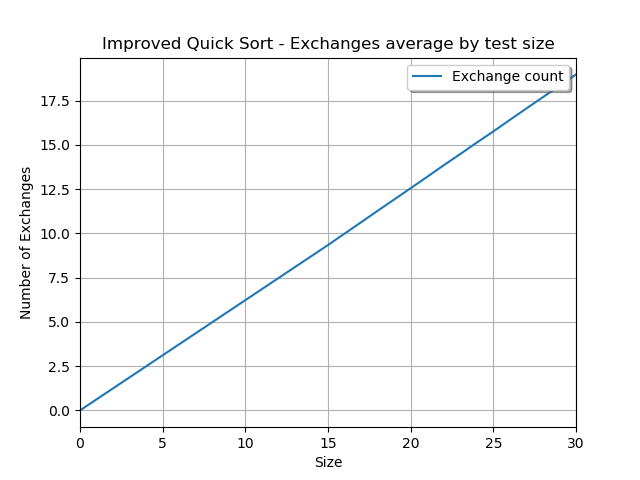 Improved Quick Sort - Exchanges average by test size
Exchange count
Number of Exchanges
17.5
15.0
12.5
10.0
7.5
5.0
2.5
0.0
0 5 10 15 20 25 30
Size